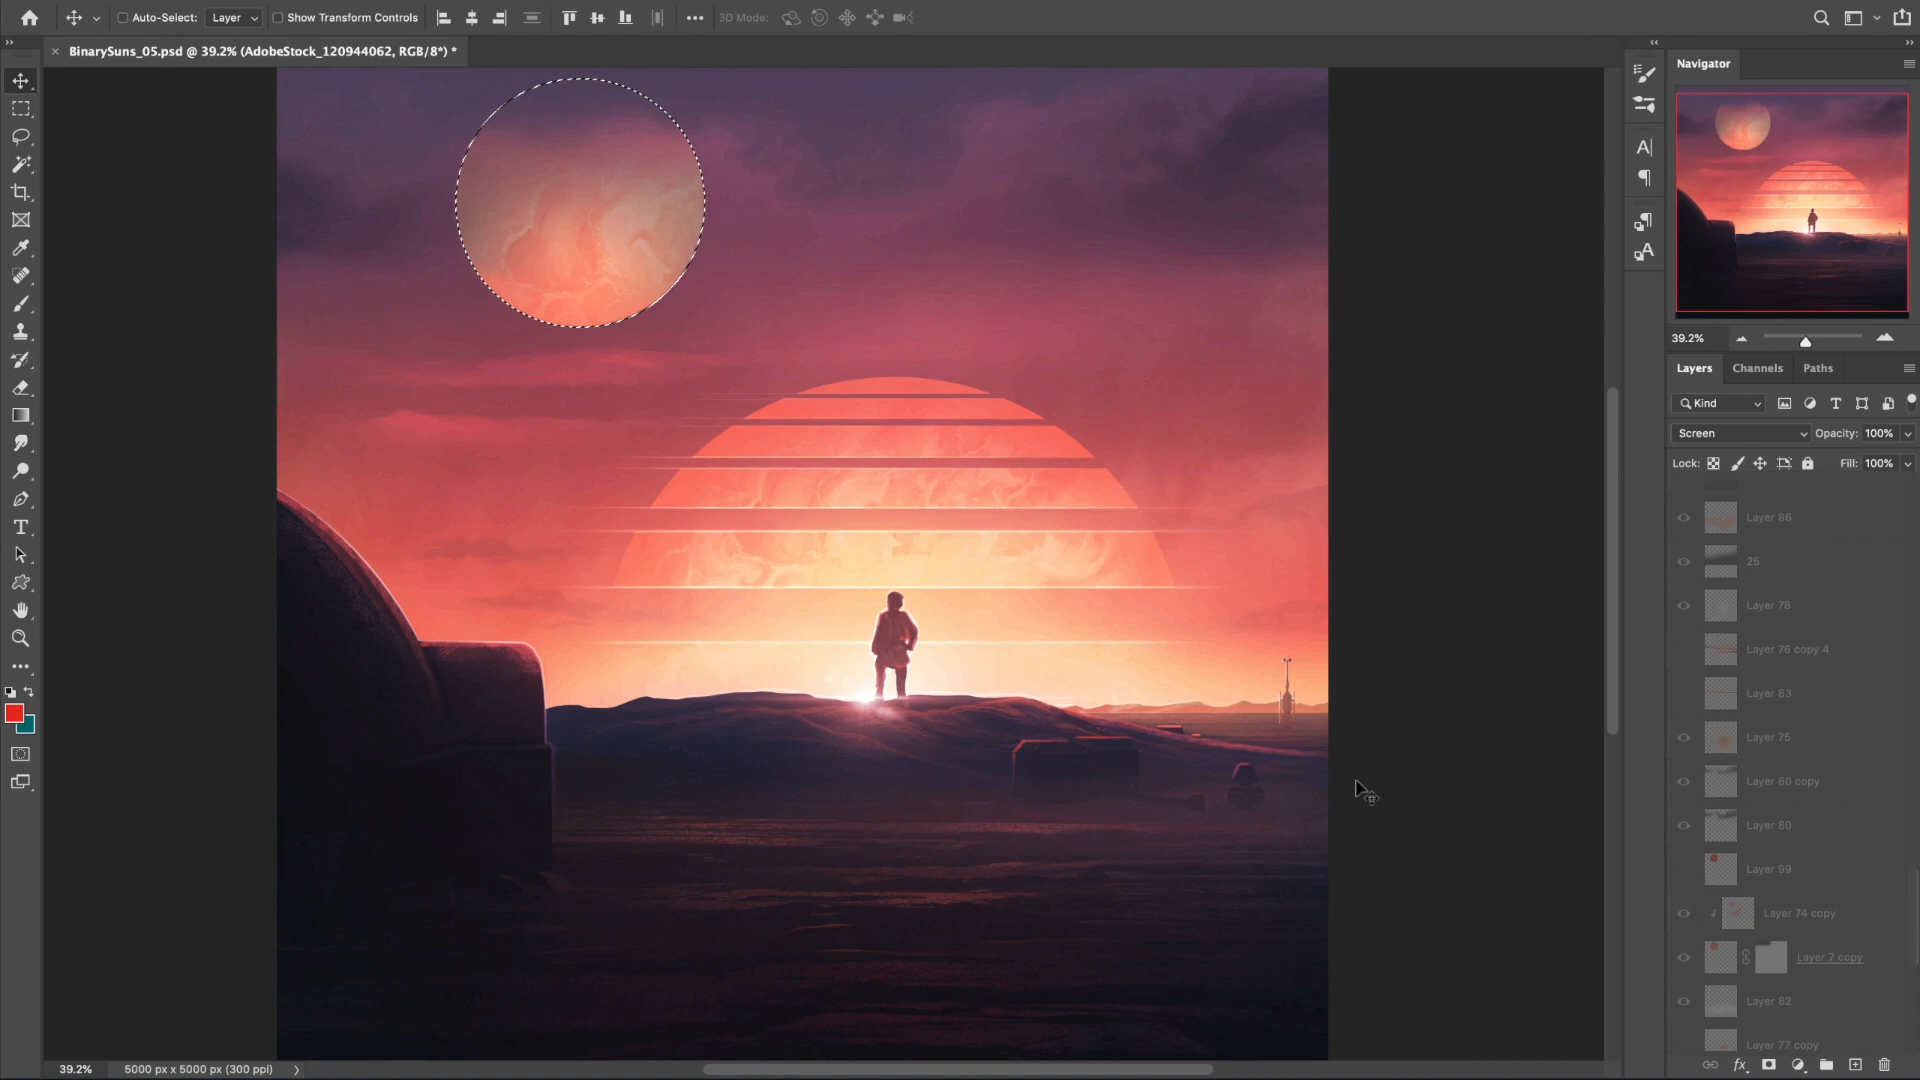 Auto-Select: Layer Show Transform Controls 3D Mode:
BinarySuns_05.psd @ 39.2% (AdobeStock_120944062, RGB/8*) *
Navigator
39.2%
Layers Channels Paths
Kind
Screen Opacity: 100%
Lock: Fill: 100%
Layer 86
25
Layer 78
Layer 76 copy 4
Layer 83
Layer 75
Layer 80 copy
Layer 80
Layer 99
Layer 74 copy
Layer 7 copy
Layer 82
Layer 77 copy
39.2% 5000 px x 5000 px (300 ppi)